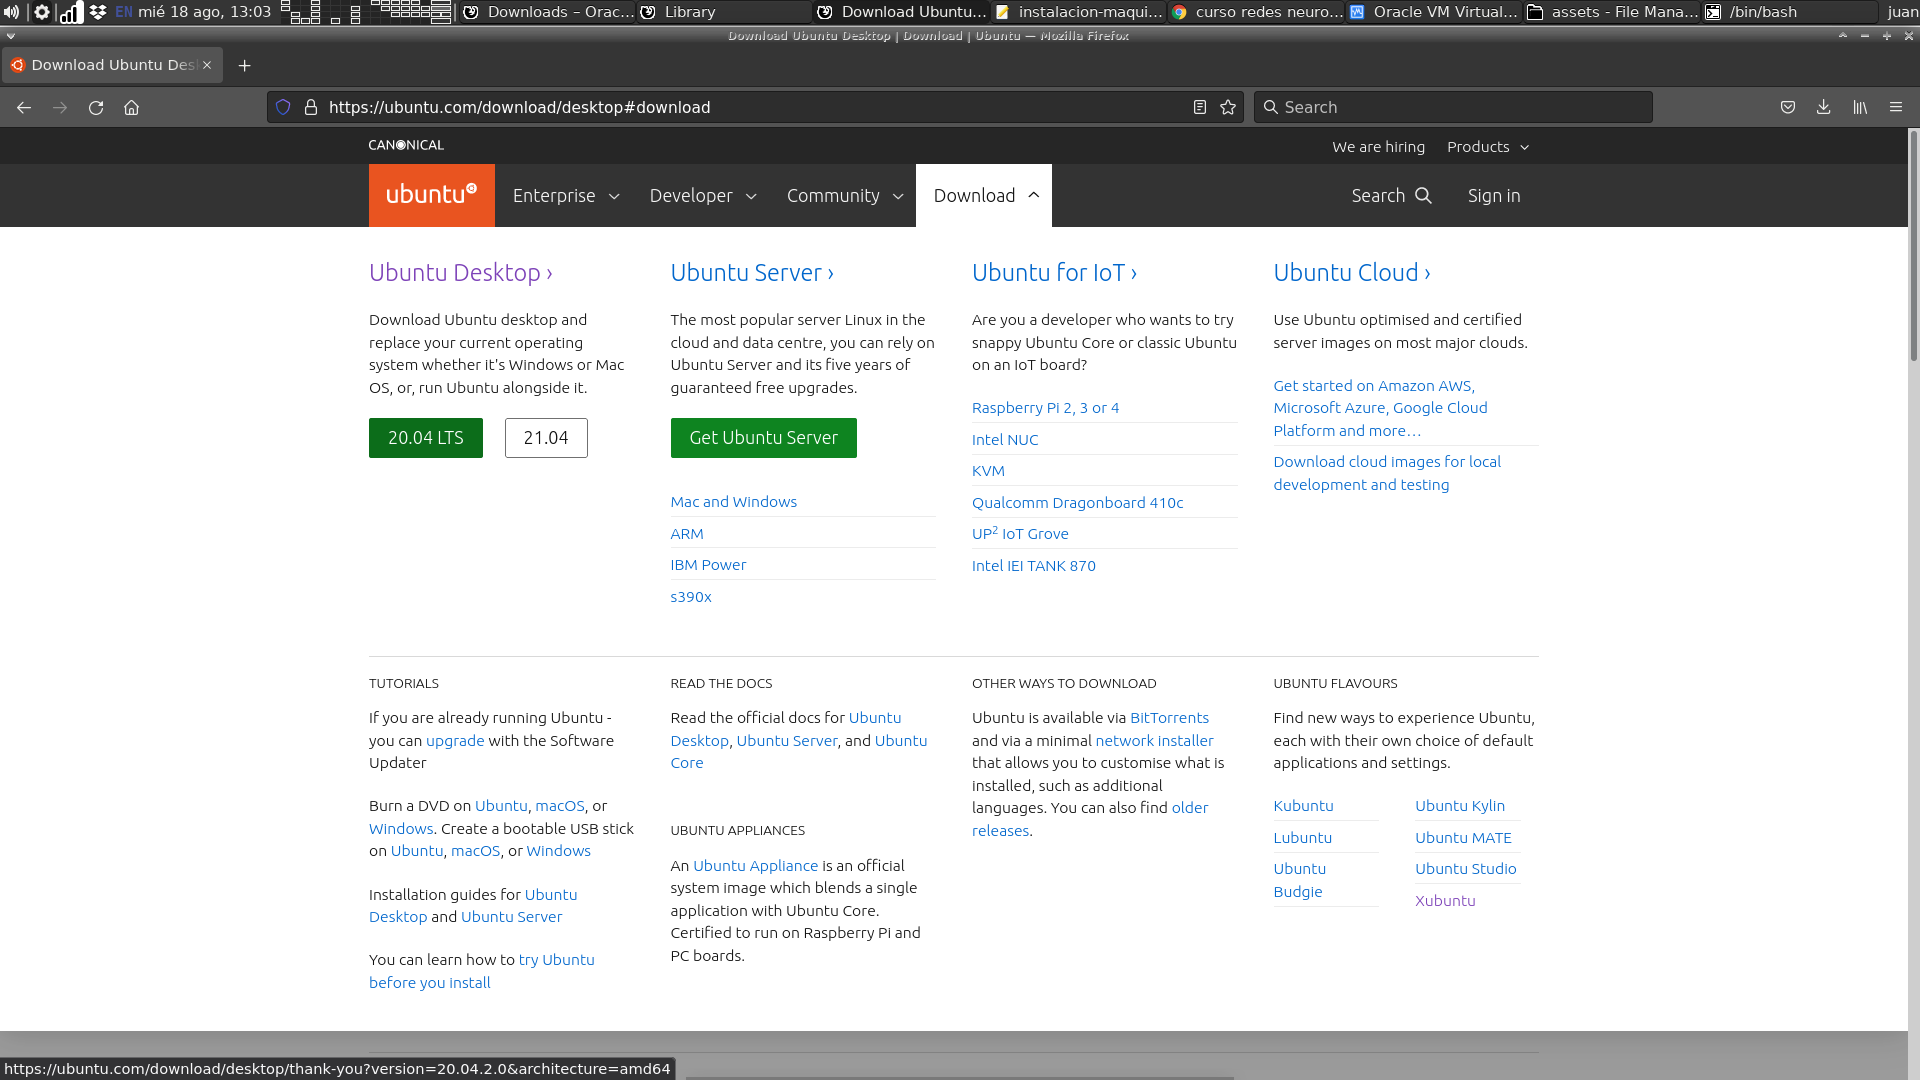 EN mié 18 ago, 13:03
Downloads – Orac...
Library
Download Ubuntu...
instalacion-maqui...
curso redes neuro...
Oracle VM Virtual...
assets - File Mana...
/bin/bash
juan
Download Ubuntu Desktop | Download | Ubuntu — Mozilla Firefox
Download Ubuntu Des
https://ubuntu.com/download/desktop#download
Search
CANONICAL
We are hiring
Products
ubuntu
Enterprise
Developer
Community
Download
Search
Sign in
Ubuntu Desktop ›
Download Ubuntu desktop and
replace your current operating
system whether it's Windows or Mac
OS, or, run Ubuntu alongside it.
20.04 LTS
21.04
Ubuntu Server ›
The most popular server Linux in the
cloud and data centre, you can rely on
Ubuntu Server and its five years of
guaranteed free upgrades.
Get Ubuntu Server
Mac and Windows
ARM
IBM Power
s390x
Ubuntu for IoT ›
Are you a developer who wants to try
snappy Ubuntu Core or classic Ubuntu
on an IoT board?
Raspberry Pi 2, 3 or 4
Intel NUC
KVM
Qualcomm Dragonboard 410c
UP² IoT Grove
Intel IEI TANK 870
Ubuntu Cloud ›
Use Ubuntu optimised and certified
server images on most major clouds.
Get started on Amazon AWS,
Microsoft Azure, Google Cloud
Platform and more…
Download cloud images for local
development and testing
TUTORIALS
If you are already running Ubuntu -
you can upgrade with the Software
Updater
Burn a DVD on Ubuntu, macOS, or
Windows. Create a bootable USB stick
on Ubuntu, macOS, or Windows
Installation guides for Ubuntu
Desktop and Ubuntu Server
You can learn how to try Ubuntu
before you install
READ THE DOCS
Read the official docs for Ubuntu
Desktop, Ubuntu Server, and Ubuntu
Core
UBUNTU APPLIANCES
An Ubuntu Appliance is an official
system image which blends a single
application with Ubuntu Core.
Certified to run on Raspberry Pi and
PC boards.
OTHER WAYS TO DOWNLOAD
Ubuntu is available via BitTorrents
and via a minimal network installer
that allows you to customise what is
installed, such as additional
languages. You can also find older
releases.
UBUNTU FLAVOURS
Find new ways to experience Ubuntu,
each with their own choice of default
applications and settings.
Kubuntu
Lubuntu
Ubuntu
Budgie
Ubuntu Kylin
Ubuntu MATE
Ubuntu Studio
Xubuntu
https://ubuntu.com/download/desktop/thank-you?version=20.04.2.0&architecture=amd64